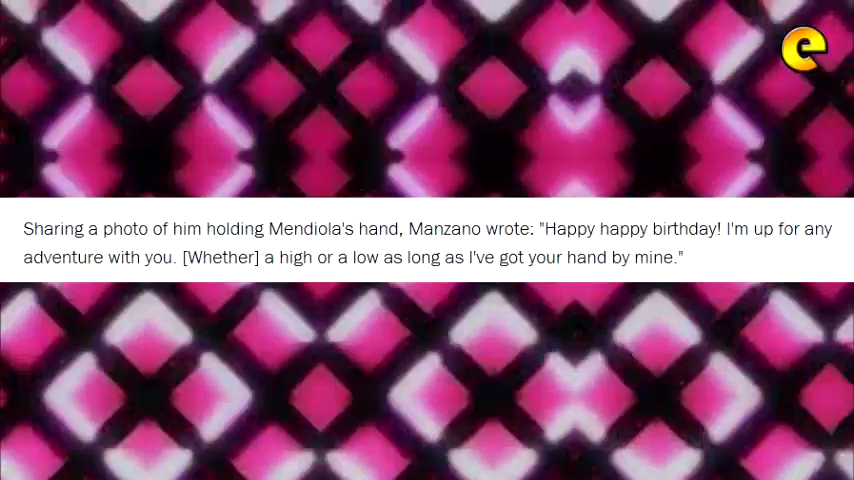 e
Sharing a photo of him holding Mendiola's hand, Manzano wrote: "Happy happy birthday! I'm up for any
adventure with you. [Whether] a high or a low as long as I've got your hand by mine."